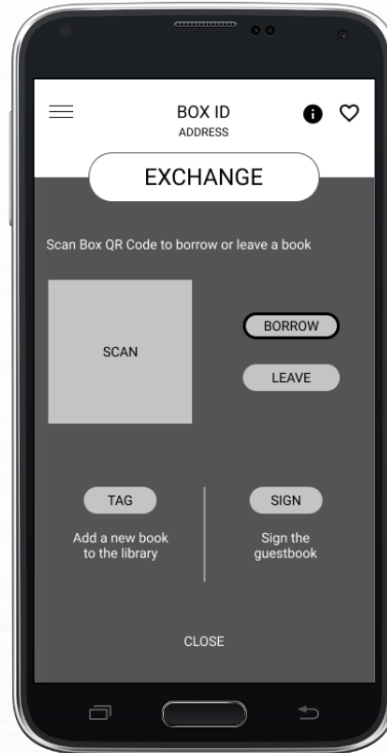 BOX ID
ADDRESS
EXCHANGE
Scan Box QR Code to borrow or leave a book
SCAN
BORROW
LEAVE
TAG
Add a new book
to the library
SIGN
Sign the
guestbook
CLOSE